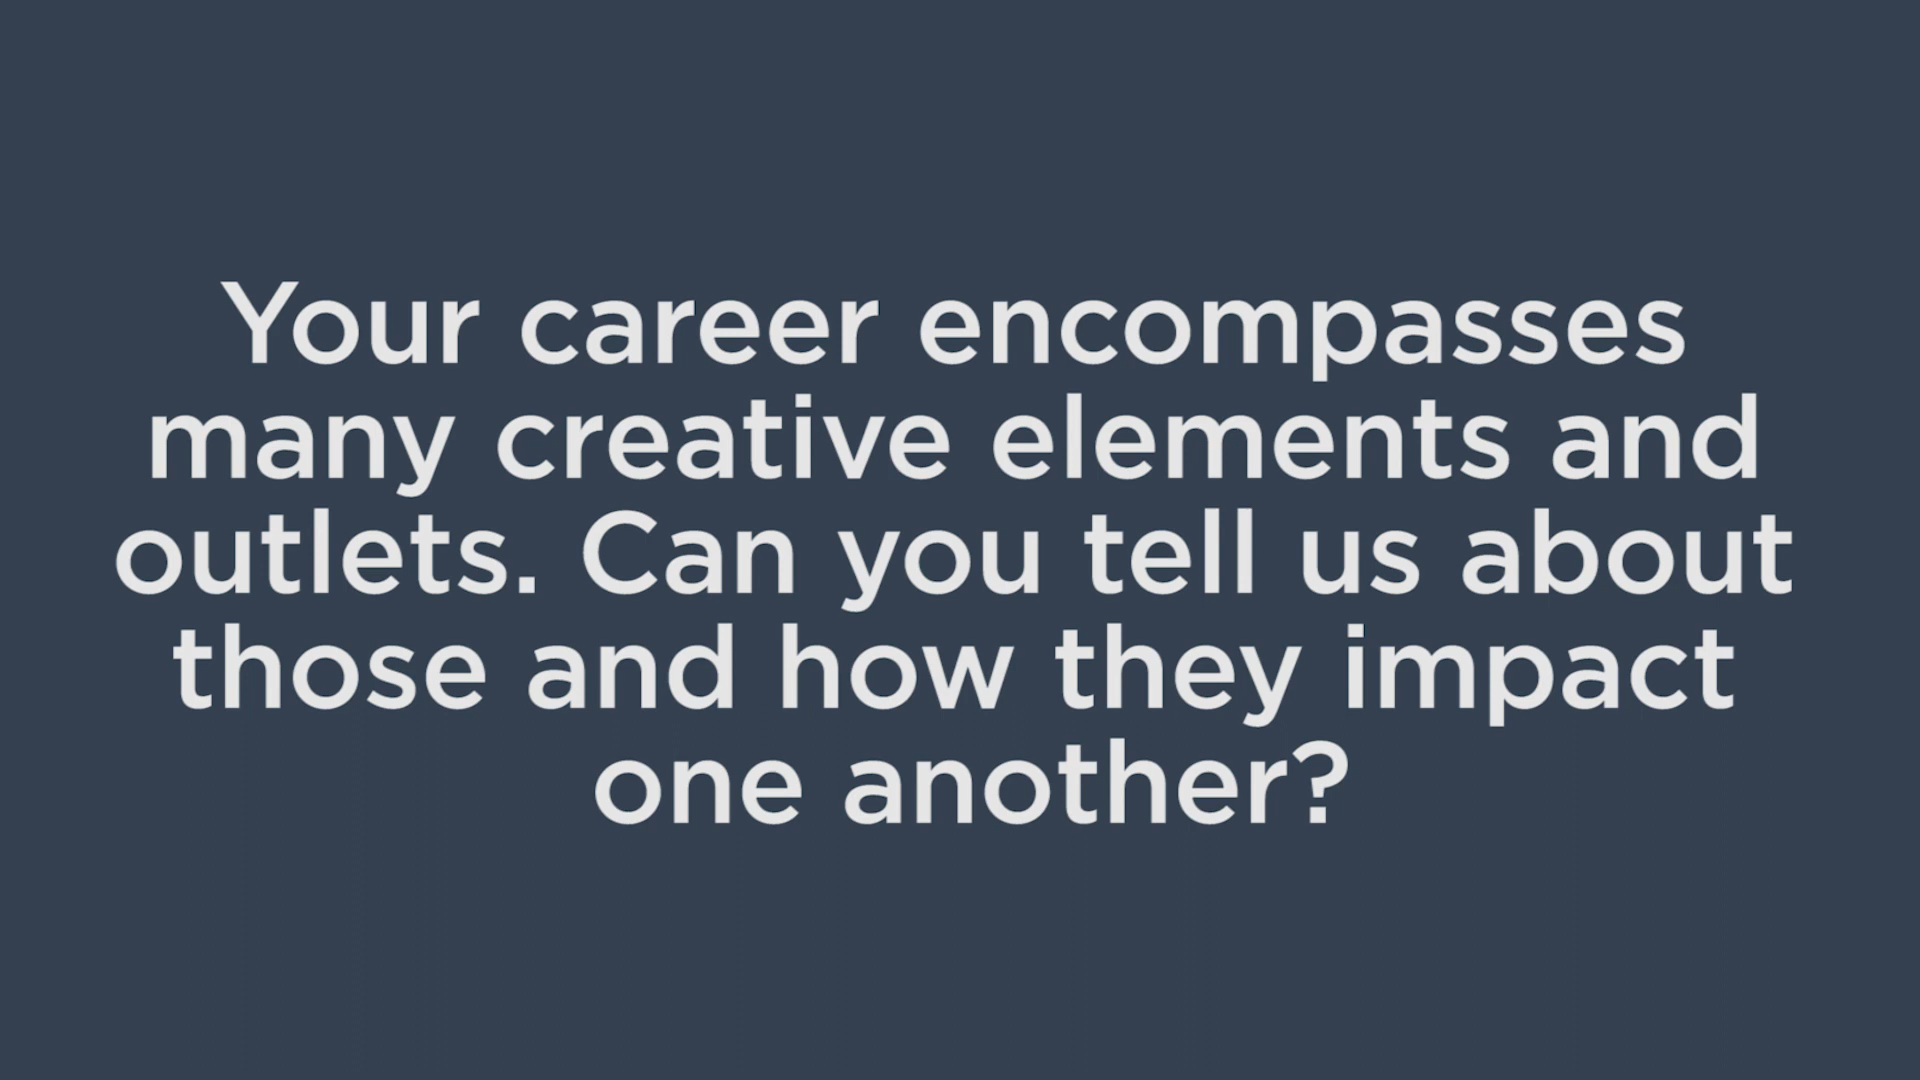 Your career encompasses
many creative elements and
outlets. Can you tell us about
those and how they impact
one another?